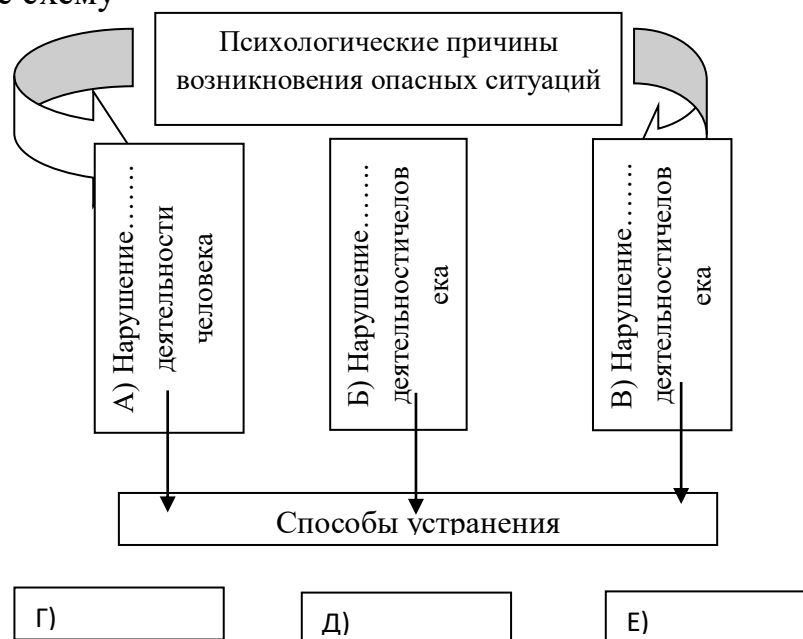 е схему
Психологические причины
возникновения опасных ситуаций
А) Нарушение........
деятельности
человека
Б) Нарушение.......
деятельностичелов
ека
В) Нарушение........
деятельностичелов
ека
Способы устранения
Г)
Д)
Е)